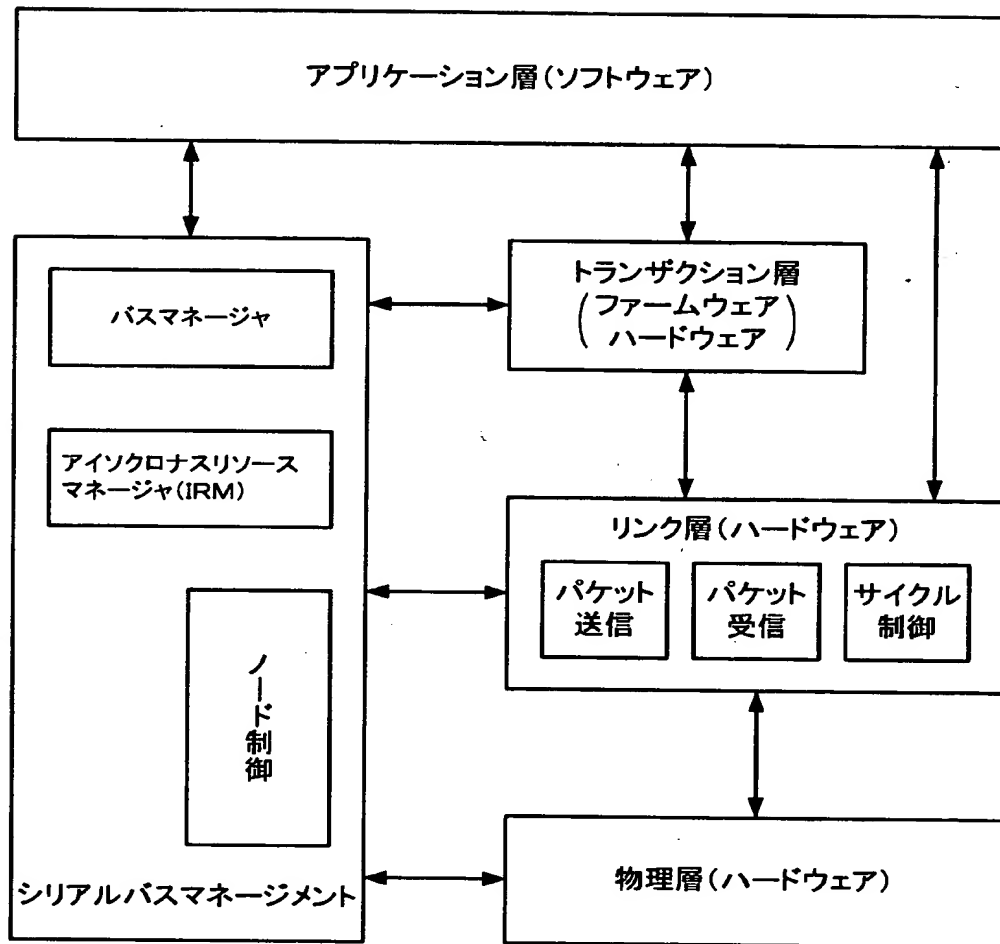 アプリケーション層(ソフトウェア)
バスマネージャ
アイソクロナスリソース
マネージャ(IRM)
ノード制御
シリアルバスマネージメント
トランザクション層
(ファームウェア
ハードウェア)
リンク層(ハードウェア)
パケット
送信
パケット
受信
サイクル
制御
物理層(ハードウェア)